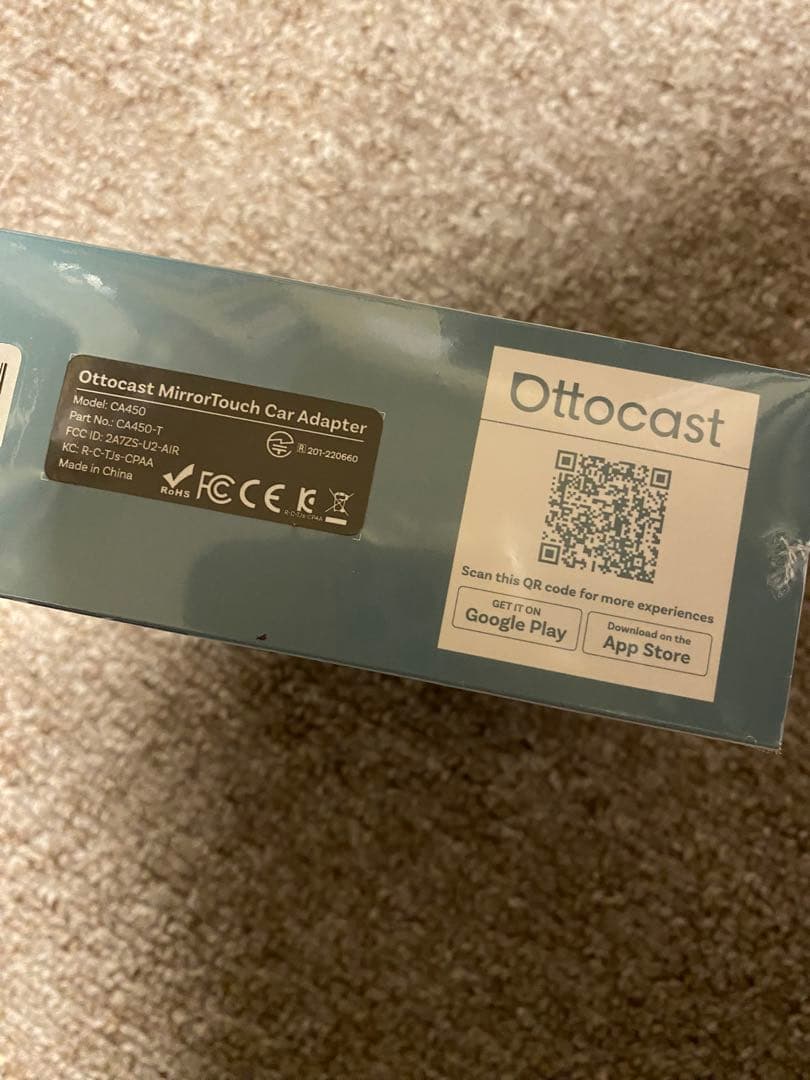 Ottocast MirrorTouch Car Adapter
Model: CA450
Part No.: CA450-T
FCC ID: 2A7ZS-U2-AIR
KC: R-C-TJs-CPAA
Made in China
R 201-220660
RoHS
FC CE
R-C-TJs-CPAA
Ottocast
Scan this QR code for more experiences
GET IT ON
Google Play
Download on the
App Store